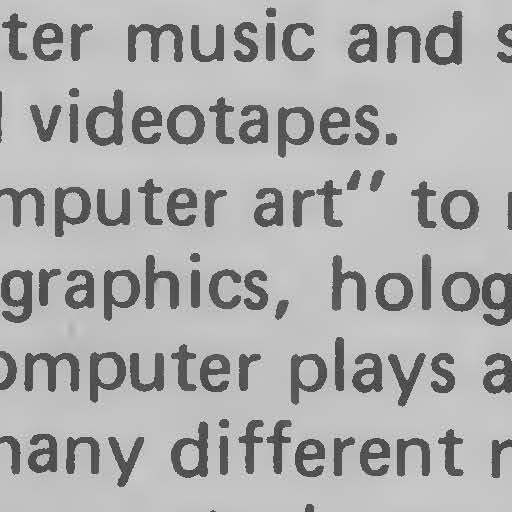 ter music and s
videotapes.
mputer art" to
graphics, holog
omputer plays a
many different